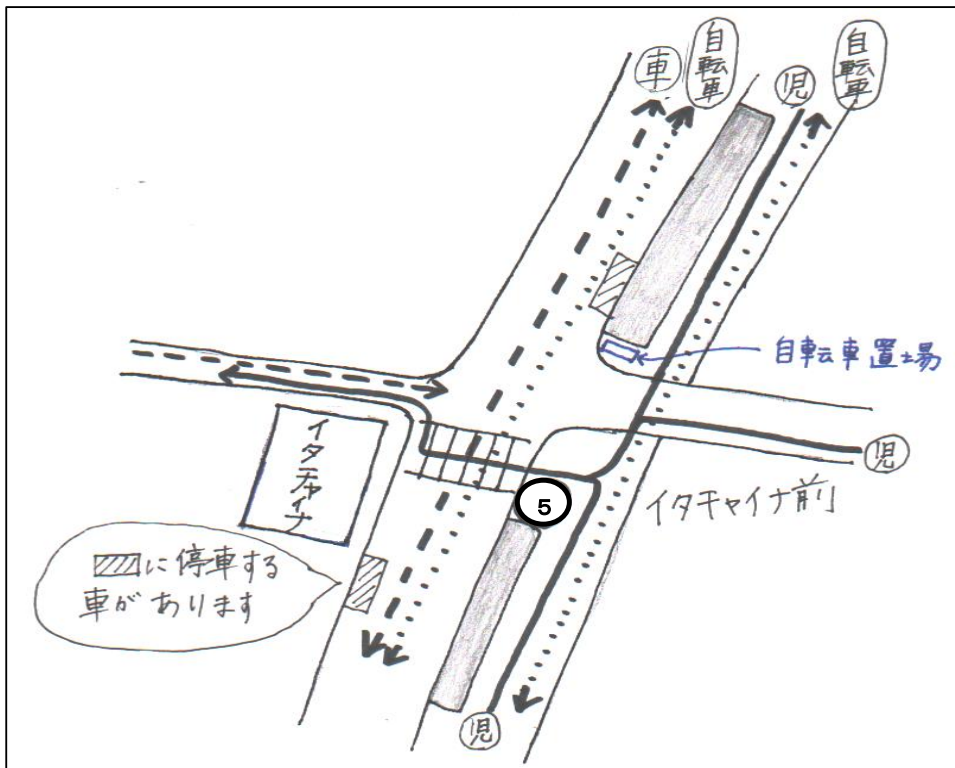 車
自転車
児
自転車
自転車置場
イタチャイナ
児
5
イタチャイナ前
▨に停車する
車があります
児